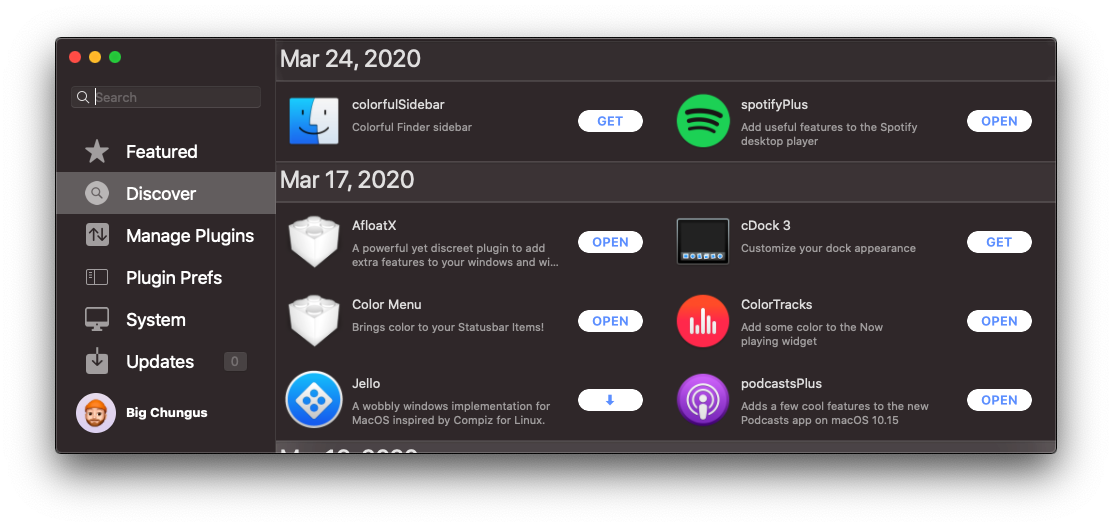 Search
Featured
Discover
Manage Plugins
Plugin Prefs
System
Updates 0
Big Chungus
Mar 24, 2020
colorfulSidebar
Colorful Finder sidebar
GET
spotifyPlus
Add useful features to the Spotify
desktop player
OPEN
Mar 17, 2020
AfloatX
A powerful yet discreet plugin to add
extra features to your windows and wi...
OPEN
cDock 3
Customize your dock appearance
GET
Color Menu
Brings color to your Statusbar Items!
OPEN
ColorTracks
Add some color to the Now
playing widget
OPEN
Jello
A wobbly windows implementation for
MacOS inspired by Compiz for Linux.
podcastsPlus
Adds a few cool features to the new
Podcasts app on macOS 10.15
OPEN